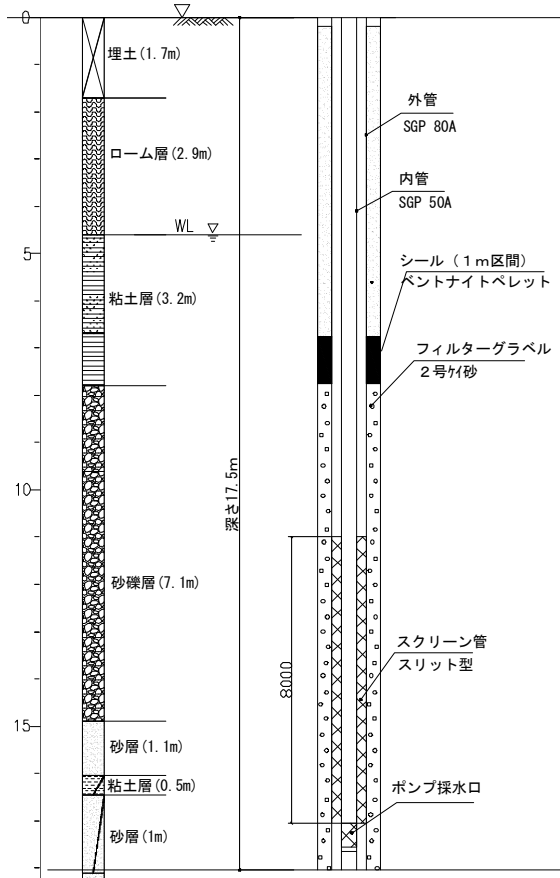 0
埋土(1.7m)
外管
SGP 80A
ローム層(2.9m)
内管
SGP 50A
WL
5
シール（1m区間）
ベントナイトペレット
粘土層(3.2m)
フィルターグラベル
2号ｹｲ砂
10
深さ17.5m
砂礫層(7.1m)
8000
スクリーン管
スリット型
15
砂層(1.1m)
粘土層(0.5m)
ポンプ採水口
砂層(1m)